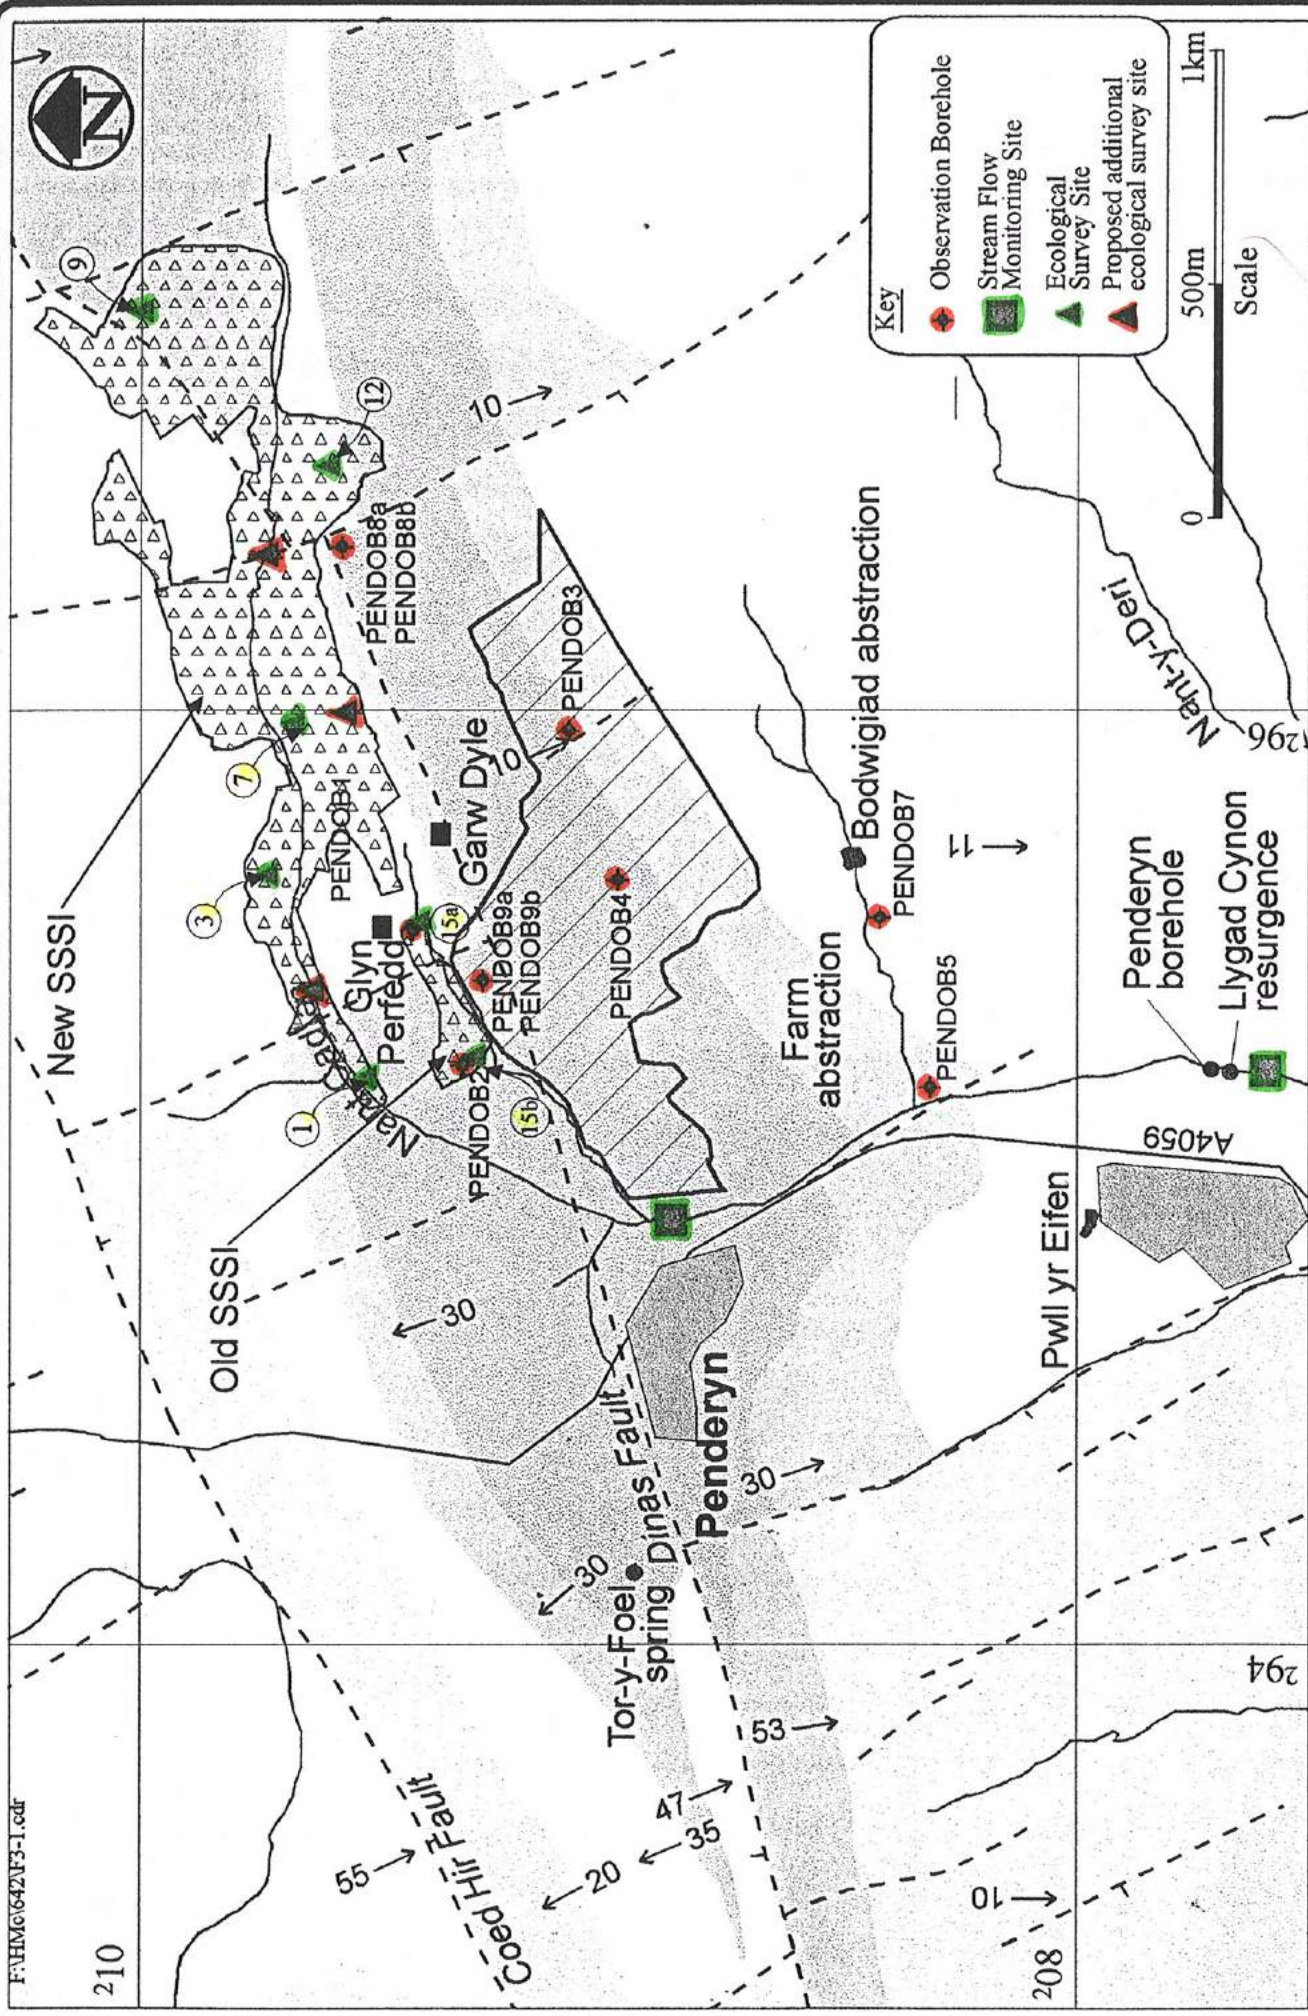 F:\HMc\642\F3-1.cdr
210
N
New SSSI
Old SSSI
9
12
7
3
1
15a
15b
Nant Cadlan
PENDOB1
Glyn
Perfedd
PENDOB2
PENDOB8a
PENDOB8b
Garw Dyle
PENDOB9a
PENDOB9b
PENDOB3
PENDOB4
10
10
30
30
30
55
Coed Hir Fault
20
35
47
53
10
11
Tor-y-Foel
spring
Dinas Fault
Penderyn
Farm
abstraction
Bodwigiad abstraction
PENDOB7
PENDOB5
Penderyn
borehole
Llygad Cynon
resurgence
A4059
Pwll yr Eifen
Nant-y-Deri
208
294
296
Key
Observation Borehole
Stream Flow
Monitoring Site
Ecological
Survey Site
Proposed additional
ecological survey site
0
500m
1km
Scale